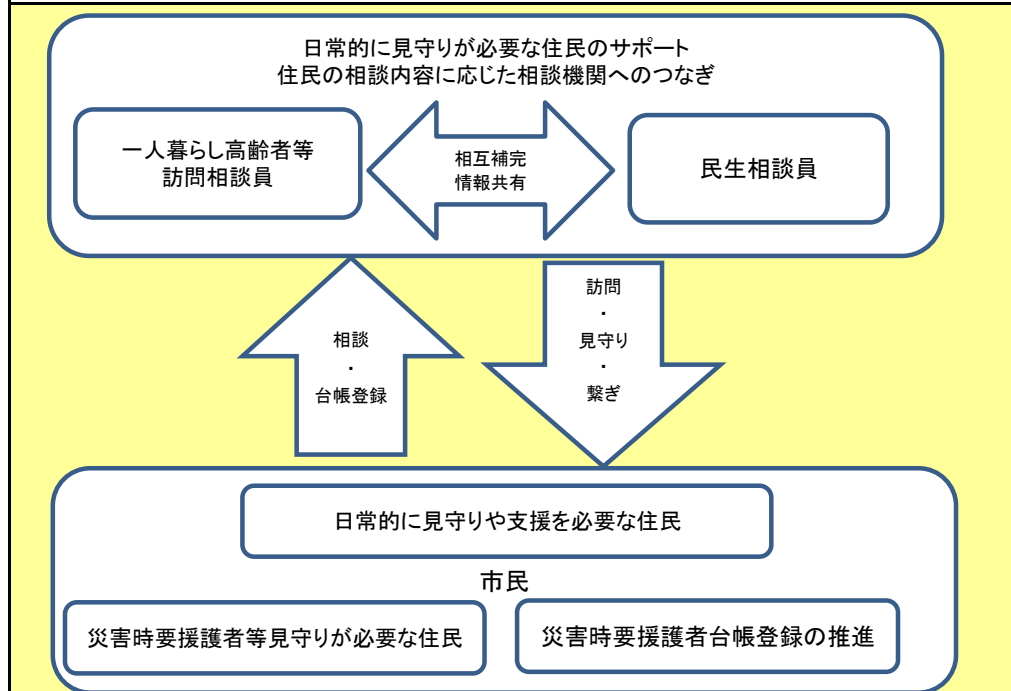 日常的に見守りが必要な住民のサポート
住民の相談内容に応じた相談機関へのつなぎ
一人暮らし高齢者等
訪問相談員
相互補完
情報共有
民生相談員
相談
・
台帳登録
訪問
・
見守り
・
繋ぎ
日常的に見守りや支援を必要な住民
市民
災害時要援護者等見守りが必要な住民
災害時要援護者台帳登録の推進